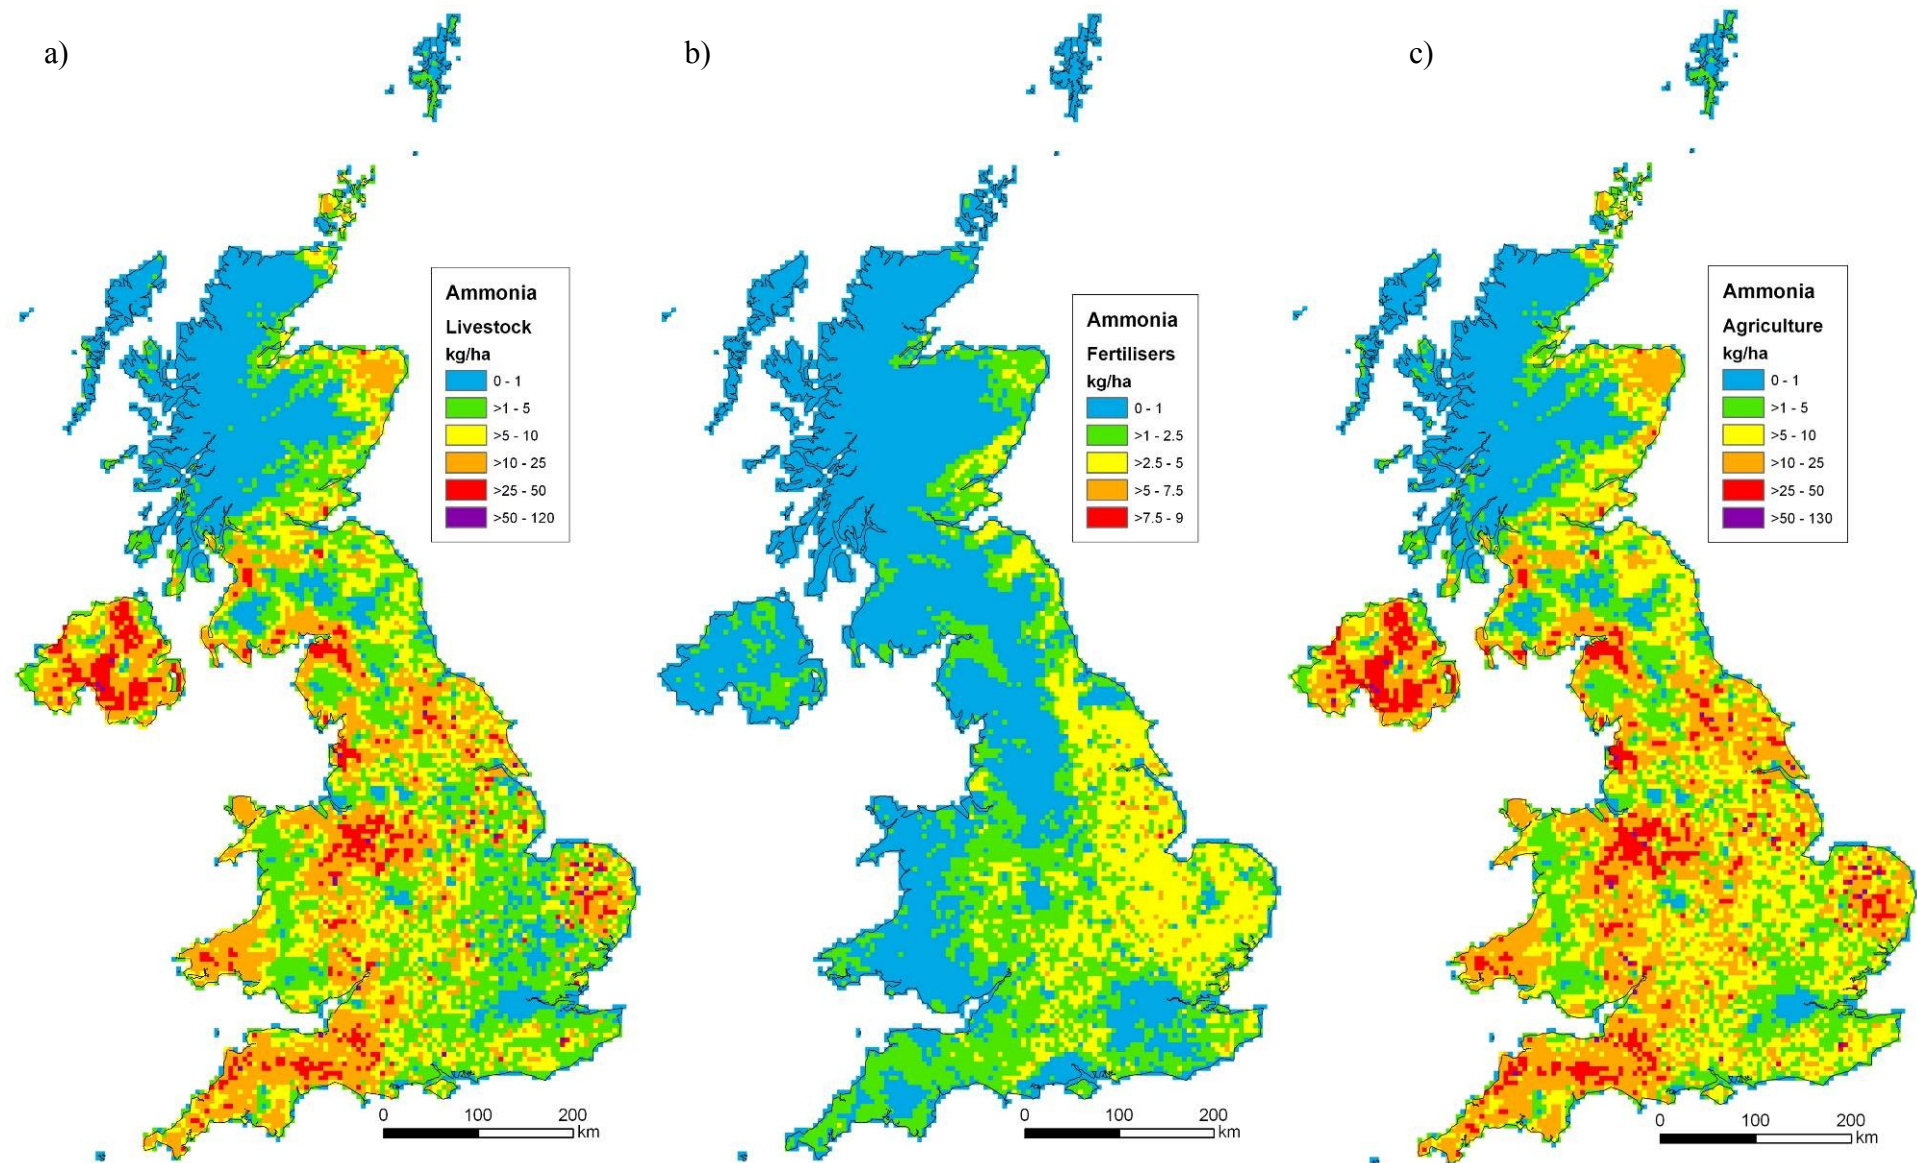 a)
b)
c)
Ammonia
Livestock
kg/ha
0 - 1
>1 - 5
>5 - 10
>10 - 25
>25 - 50
>50 - 120
Ammonia
Fertilisers
kg/ha
0 - 1
>1 - 2.5
>2.5 - 5
>5 - 7.5
>7.5 - 9
Ammonia
Agriculture
kg/ha
0 - 1
>1 - 5
>5 - 10
>10 - 25
>25 - 50
>50 - 130
0 100 200
km
0 100 200
km
0 100 200
km